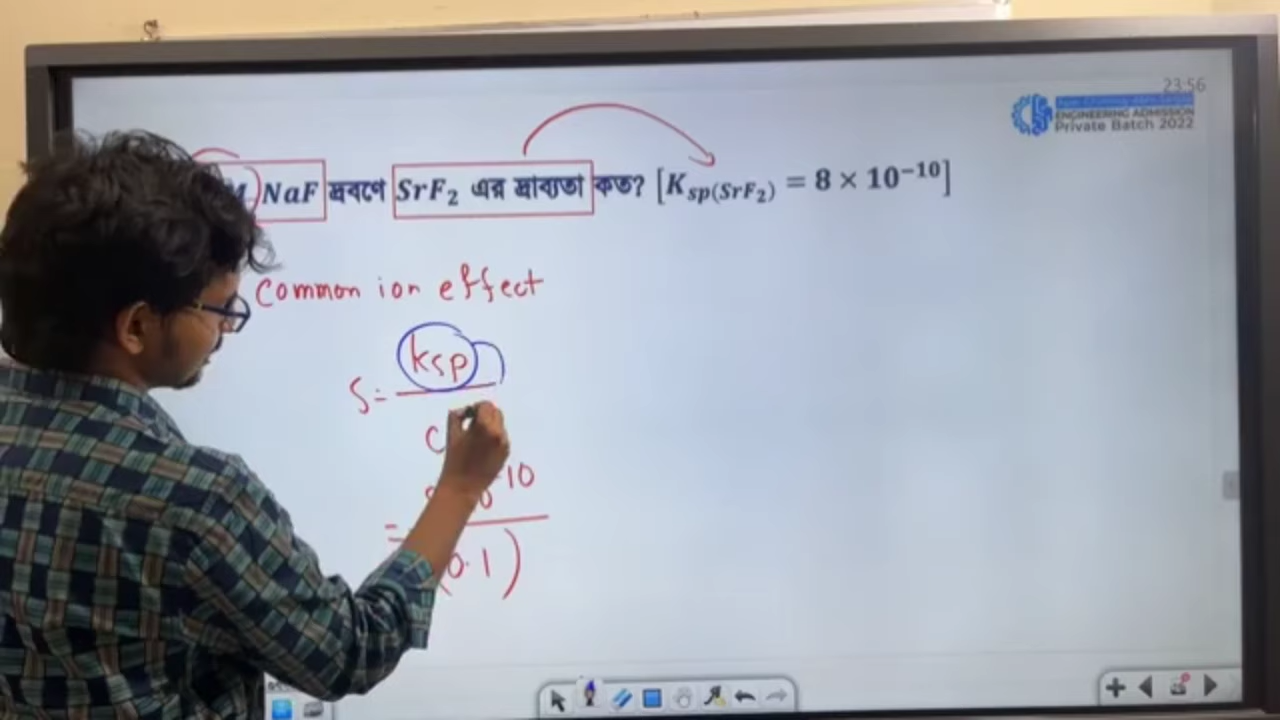 23:56
ENGINEERING ADMISSION
Private Batch 2022
NaF দ্রবণে SrF₂ এর দ্রাব্যতা কত? [K_sp(SrF₂) = 8 × 10⁻¹⁰]
Common ion effect
S = ksp
C
= 10
(0.1)